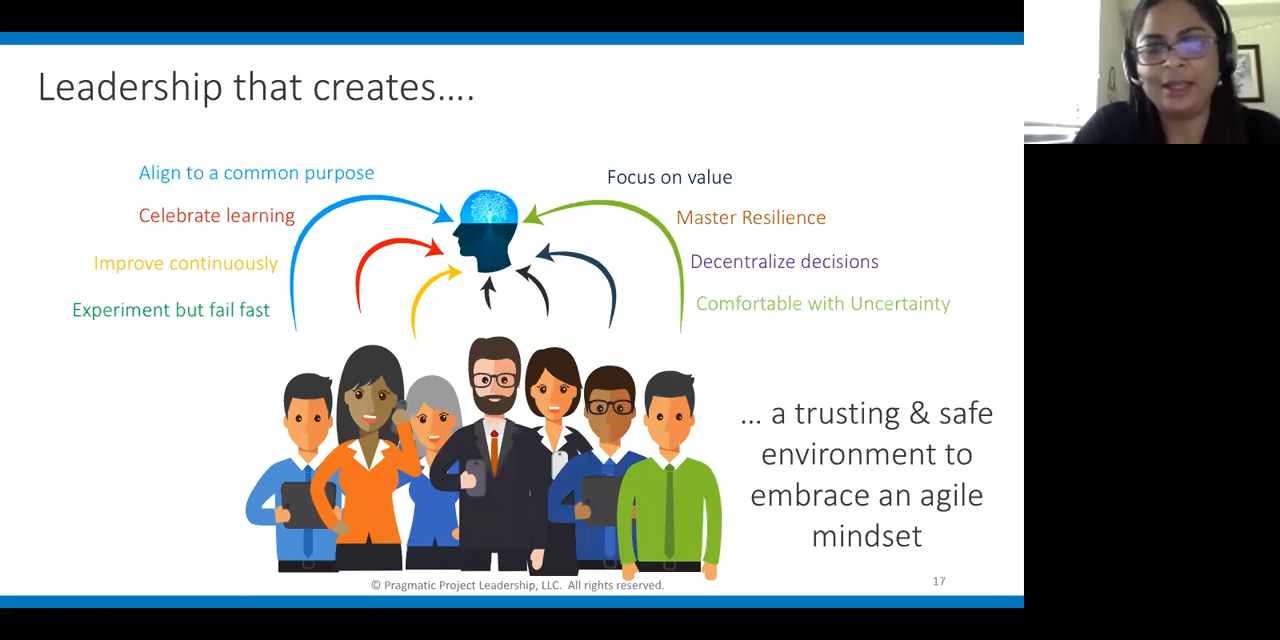 Leadership that creates....
Align to a common purpose
Celebrate learning
Improve continuously
Experiment but fail fast
Focus on value
Master Resilience
Decentralize decisions
Comfortable with Uncertainty
... a trusting & safe
environment to
embrace an agile
mindset
© Pragmatic Project Leadership, LLC. All rights reserved.
17